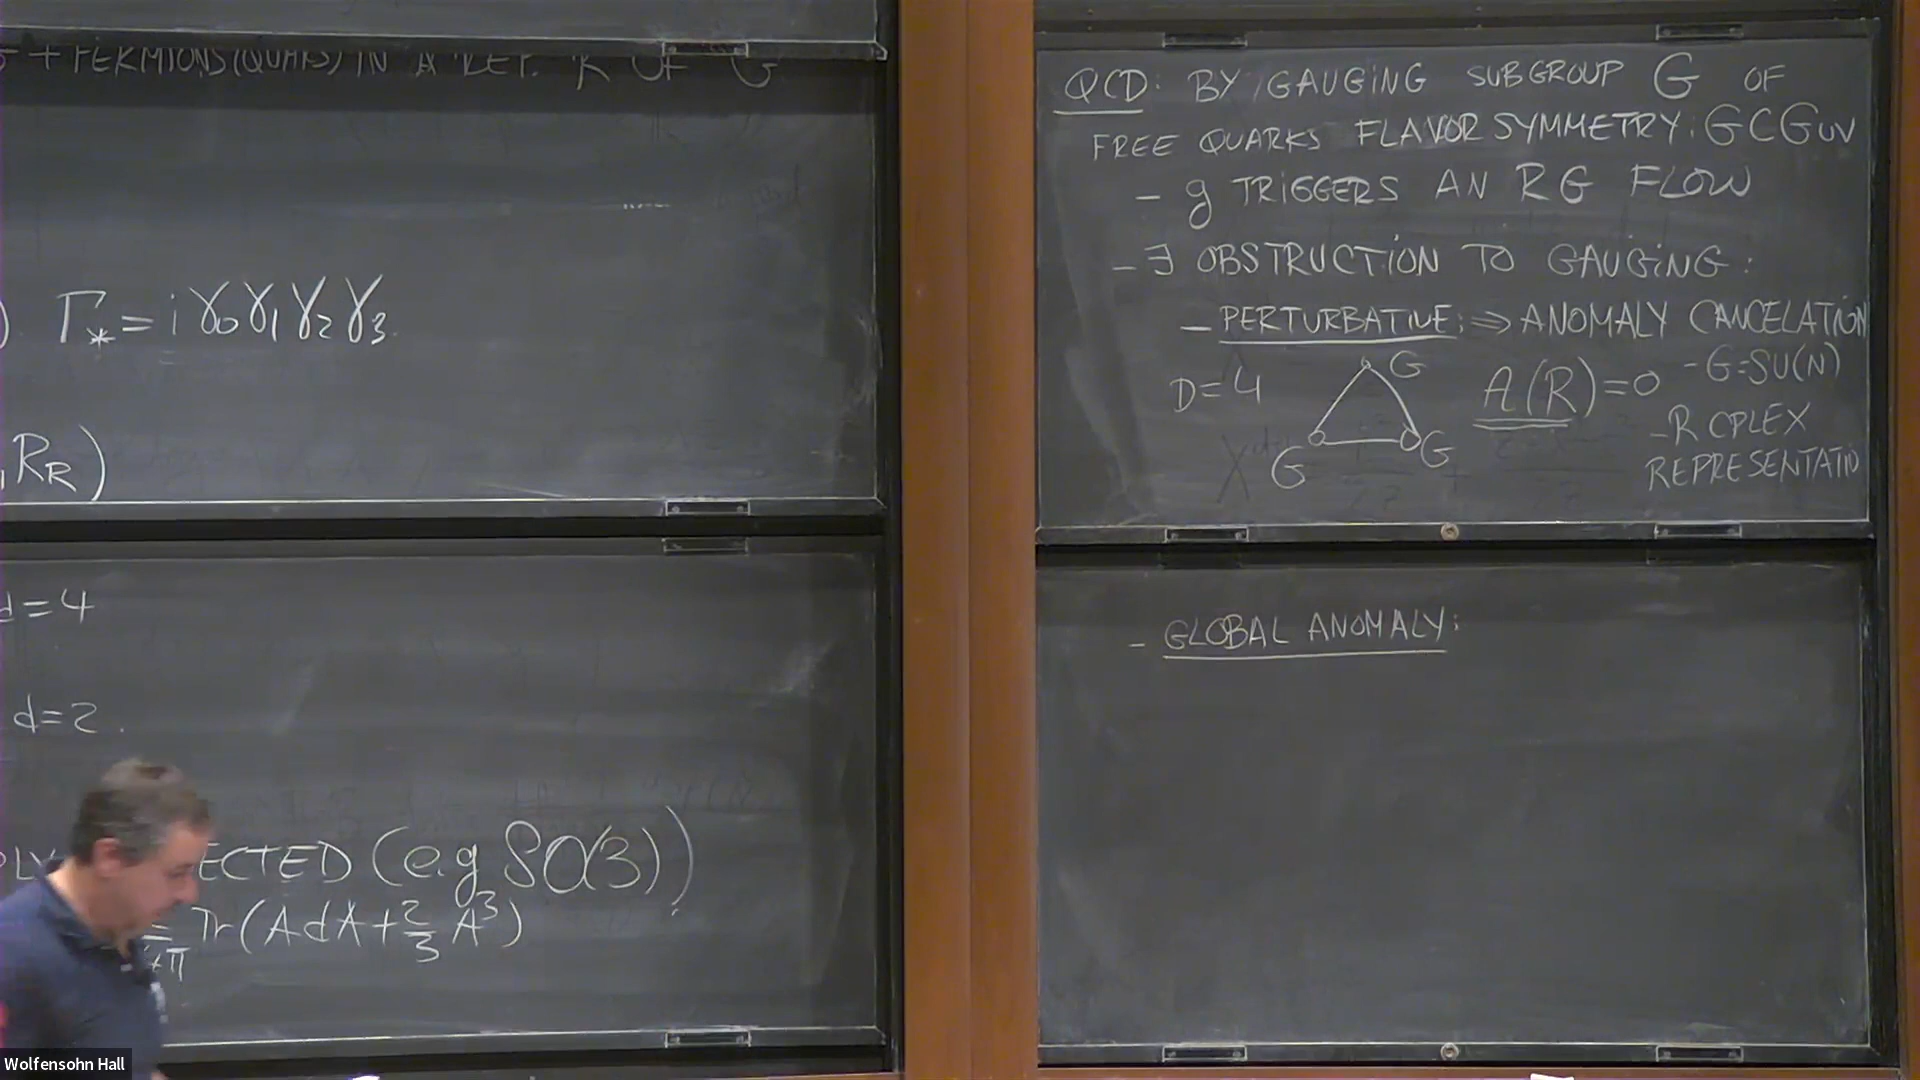 + FERMIONS(QUARKS) IN A REP. R OF G
Γ* = i γ0 γ1 γ2 γ3.
RR)
d=4
d=2.
ECTED (e.g SO(3))
Tr(AdA + 2/3 A^3)
π
QCD: BY GAUGING SUBGROUP G OF
FREE QUARKS FLAVOR SYMMETRY: G⊂GUV
- g TRIGGERS AN RG FLOW
- ∃ OBSTRUCTION TO GAUGING:
- PERTURBATIVE: ⇒ ANOMALY CANCELATION
D=4
G
G
G
A(R)=0
- G=SU(N)
- R CPLEX
REPRESENTATIO
- GLOBAL ANOMALY:
Wolfensohn Hall